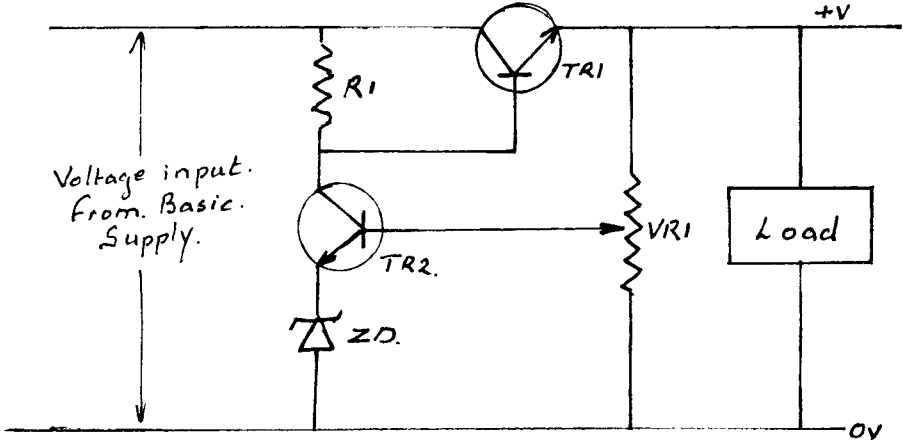 +V
TR1
R1
Voltage input.
From. Basic.
Supply.
VR1
Load
TR2.
ZD.
0V